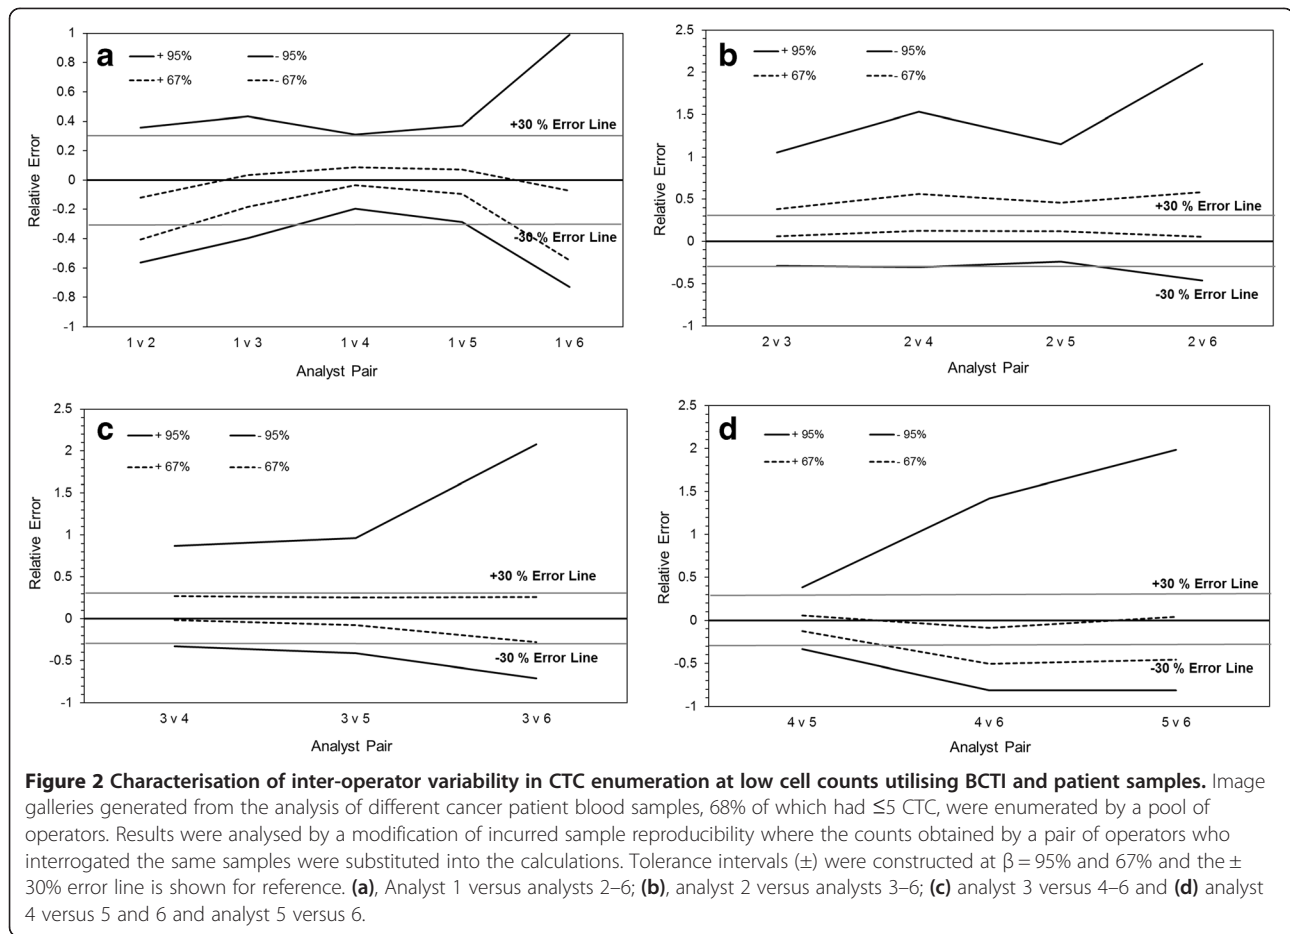 a
+ 95%
- 95%
+ 67%
- 67%
1
0.8
0.6
0.4
0.2
0
-0.2
-0.4
-0.6
-0.8
-1
Relative Error
+30 % Error Line
-30 % Error Line
1 v 2
1 v 3
1 v 4
1 v 5
1 v 6
Analyst Pair
b
+ 95%
- 95%
+ 67%
- 67%
2.5
2
1.5
1
0.5
0
-0.5
-1
Relative Error
+30 % Error Line
-30 % Error Line
2 v 3
2 v 4
2 v 5
2 v 6
Analyst Pair
c
+ 95%
- 95%
+ 67%
- 67%
2.5
2
1.5
1
0.5
0
-0.5
-1
Relative Error
+30 % Error Line
-30 % Error Line
3 v 4
3 v 5
3 v 6
Analyst Pair
d
+ 95%
- 95%
+ 67%
- 67%
2.5
2
1.5
1
0.5
0
-0.5
-1
Relative Error
+30 % Error Line
-30 % Error Line
4 v 5
4 v 6
5 v 6
Analyst Pair
Figure 2 Characterisation of inter-operator variability in CTC enumeration at low cell counts utilising BCTI and patient samples. Image
galleries generated from the analysis of different cancer patient blood samples, 68% of which had ≤5 CTC, were enumerated by a pool of
operators. Results were analysed by a modification of incurred sample reproducibility where the counts obtained by a pair of operators who
interrogated the same samples were substituted into the calculations. Tolerance intervals (±) were constructed at β = 95% and 67% and the ±
30% error line is shown for reference. (a), Analyst 1 versus analysts 2–6; (b), analyst 2 versus analysts 3–6; (c) analyst 3 versus 4–6 and (d) analyst
4 versus 5 and 6 and analyst 5 versus 6.